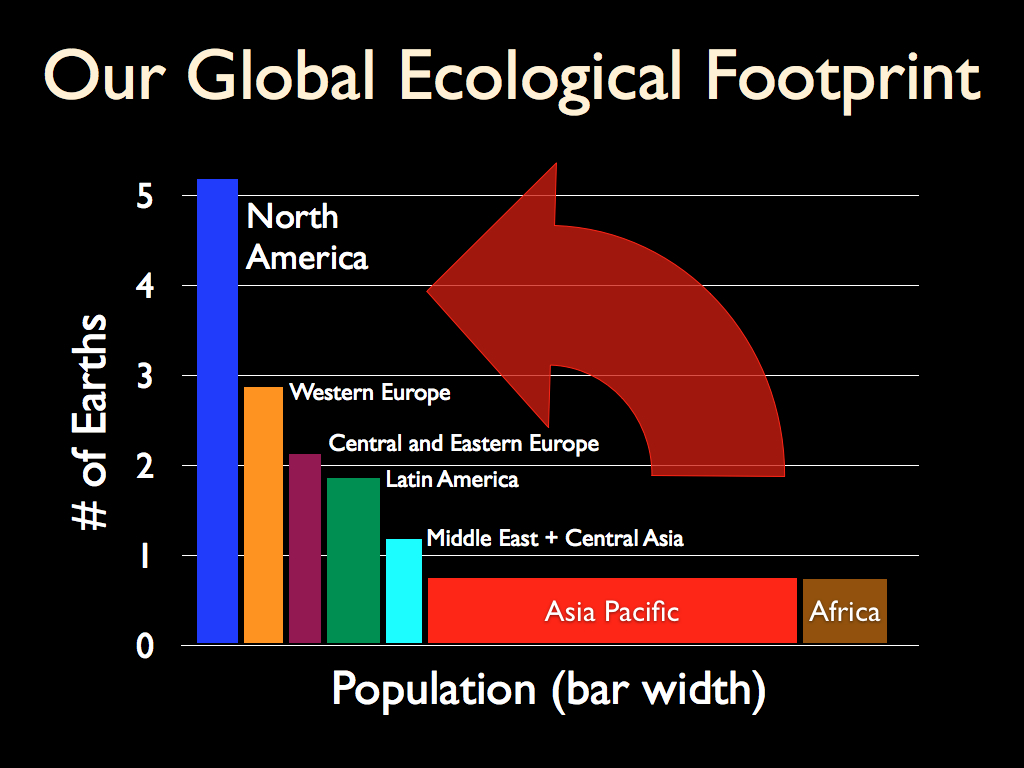 Our Global Ecological Footprint
5
North
America
4
3
Western Europe
Central and Eastern Europe
2
Latin America
Middle East + Central Asia
1
Asia Pacific
Africa
0
# of Earths
Population (bar width)